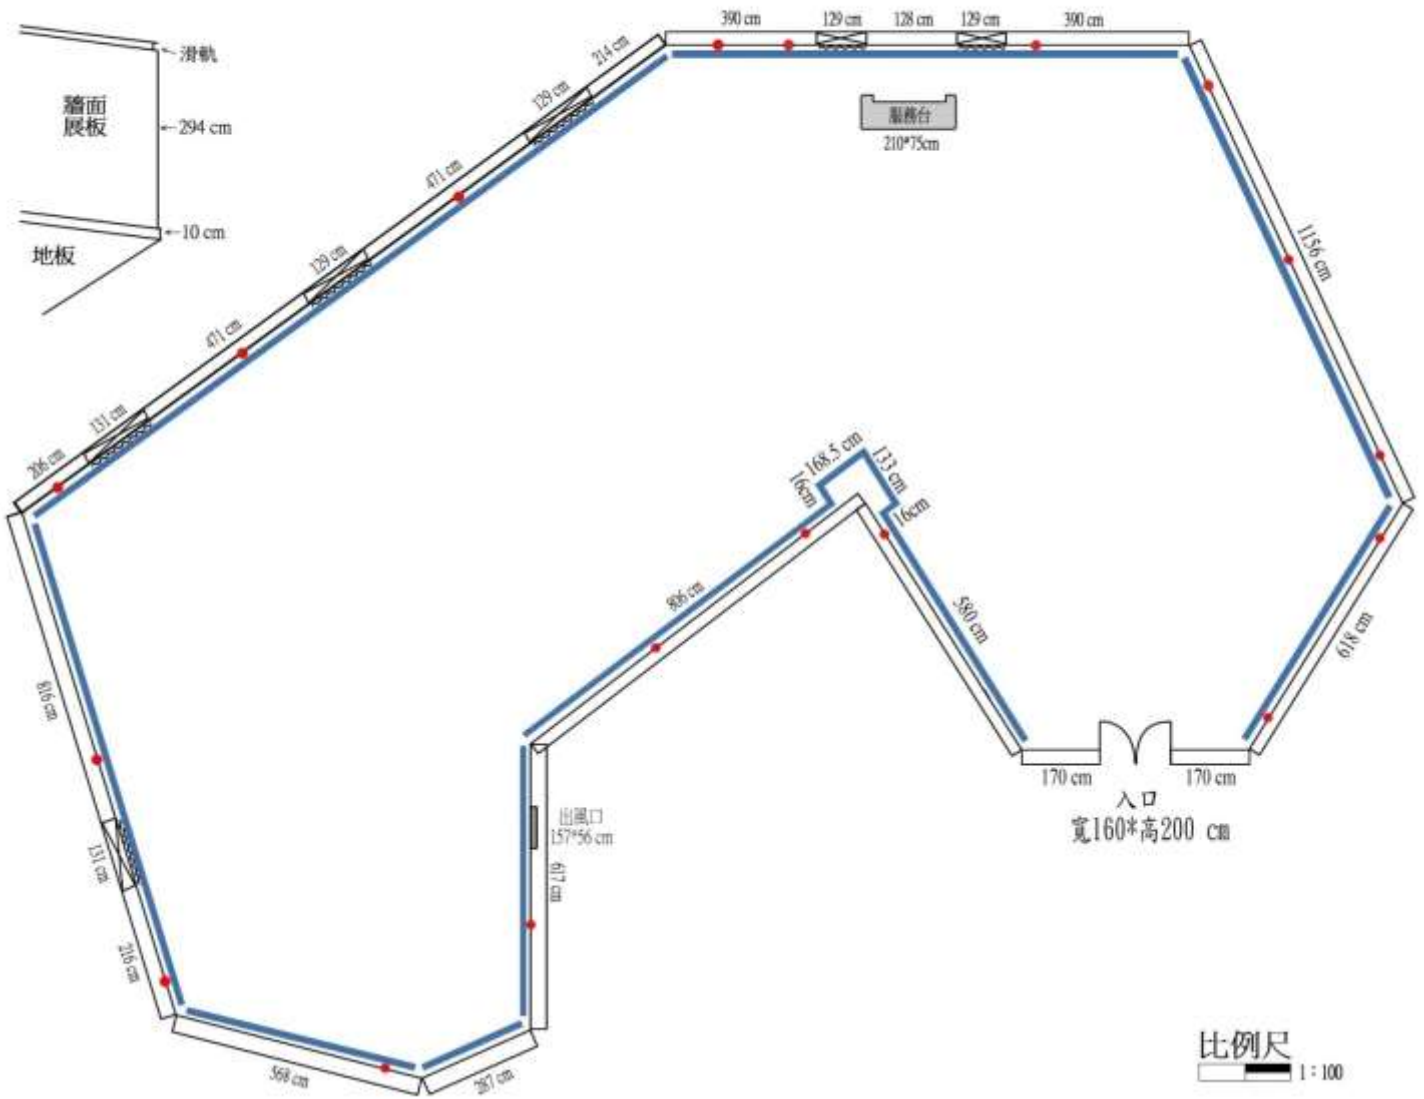 滑軌
牆面
展板
294 cm
10 cm
地板
390 cm
129 cm
128 cm
129 cm
390 cm
服務台
210*75cm
214 cm
129 cm
471 cm
129 cm
471 cm
131 cm
206 cm
1156 cm
618 cm
168.5 cm
133 cm
16cm
16cm
806 cm
580 cm
816 cm
131 cm
216 cm
568 cm
287 cm
617 cm
出風口
157*56 cm
170 cm
170 cm
入口
寬160*高200 cm
比例尺
1：100